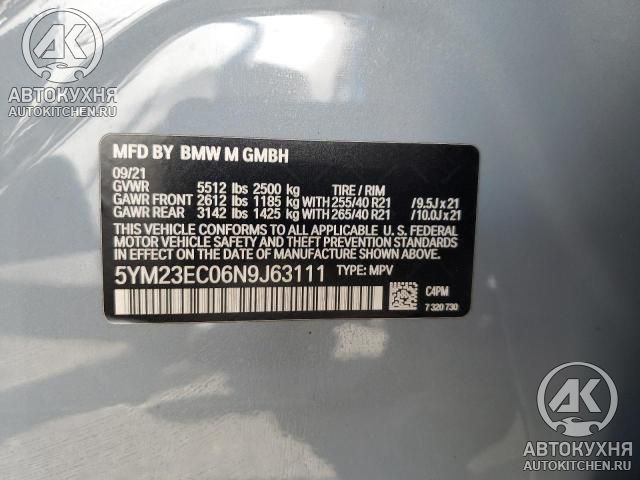 АК
АВТОКУХНЯ
AUTOKITCHEN.RU
MFD BY BMW M GMBH
09/21
GVWR 5512 lbs 2500 kg TIRE / RIM
GAWR FRONT 2612 lbs 1185 kg WITH 255/40 R21 /9.5J x 21
GAWR REAR 3142 lbs 1425 kg WITH 265/40 R21 /10.0J x 21
THIS VEHICLE CONFORMS TO ALL APPLICABLE U. S. FEDERAL
MOTOR VEHICLE SAFETY, BUMPER, AND THEFT PREVENTION STANDARDS
IN EFFECT ON THE DATE OF MANUFACTURE SHOWN ABOVE.
5YM23EC06N9J63111 TYPE: MPV
C4PM
7 320 730
АК
АВТОКУХНЯ
AUTOKITCHEN.RU